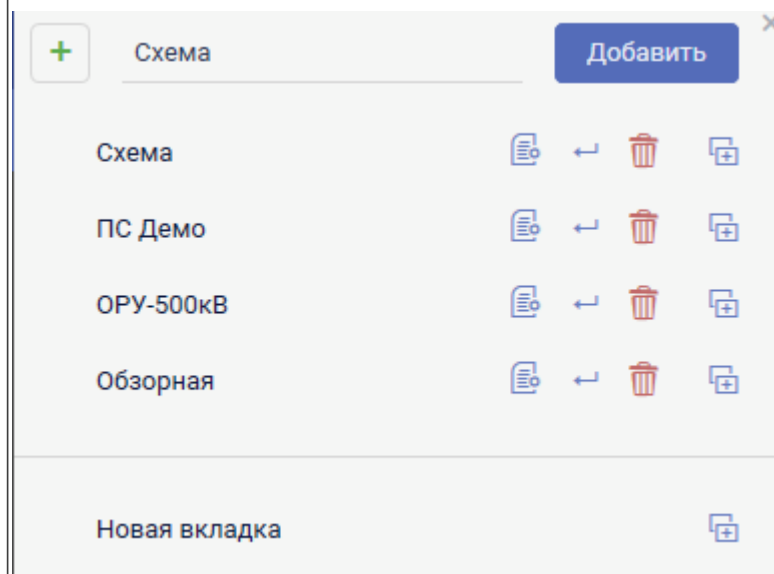 Схема Добавить
Схема
ПС Демо
ОРУ-500кВ
Обзорная
Новая вкладка